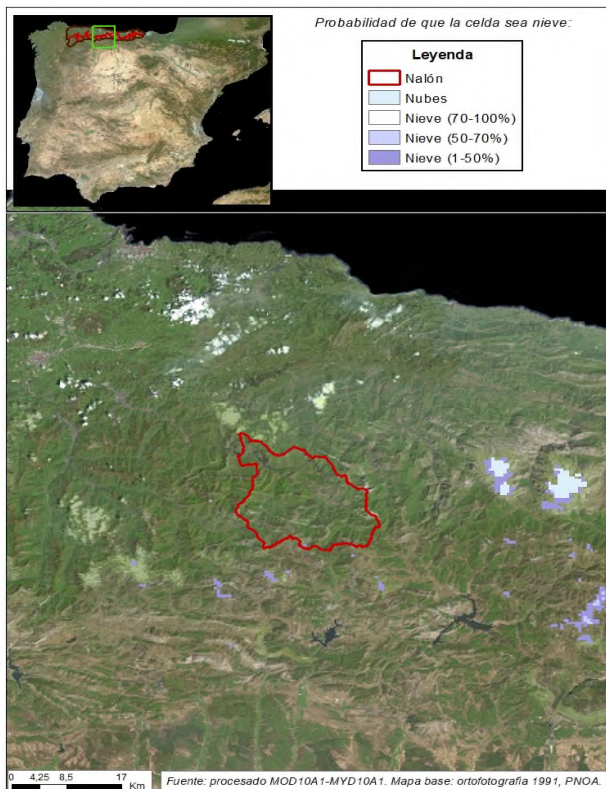 Probabilidad de que la celda sea nieve:
Leyenda
Nalón
Nubes
Nieve (70-100%)
Nieve (50-70%)
Nieve (1-50%)
0 4,25 8,5 17
Km
Fuente: procesado MOD10A1-MYD10A1. Mapa base: ortofotografia 1991, PNOA.